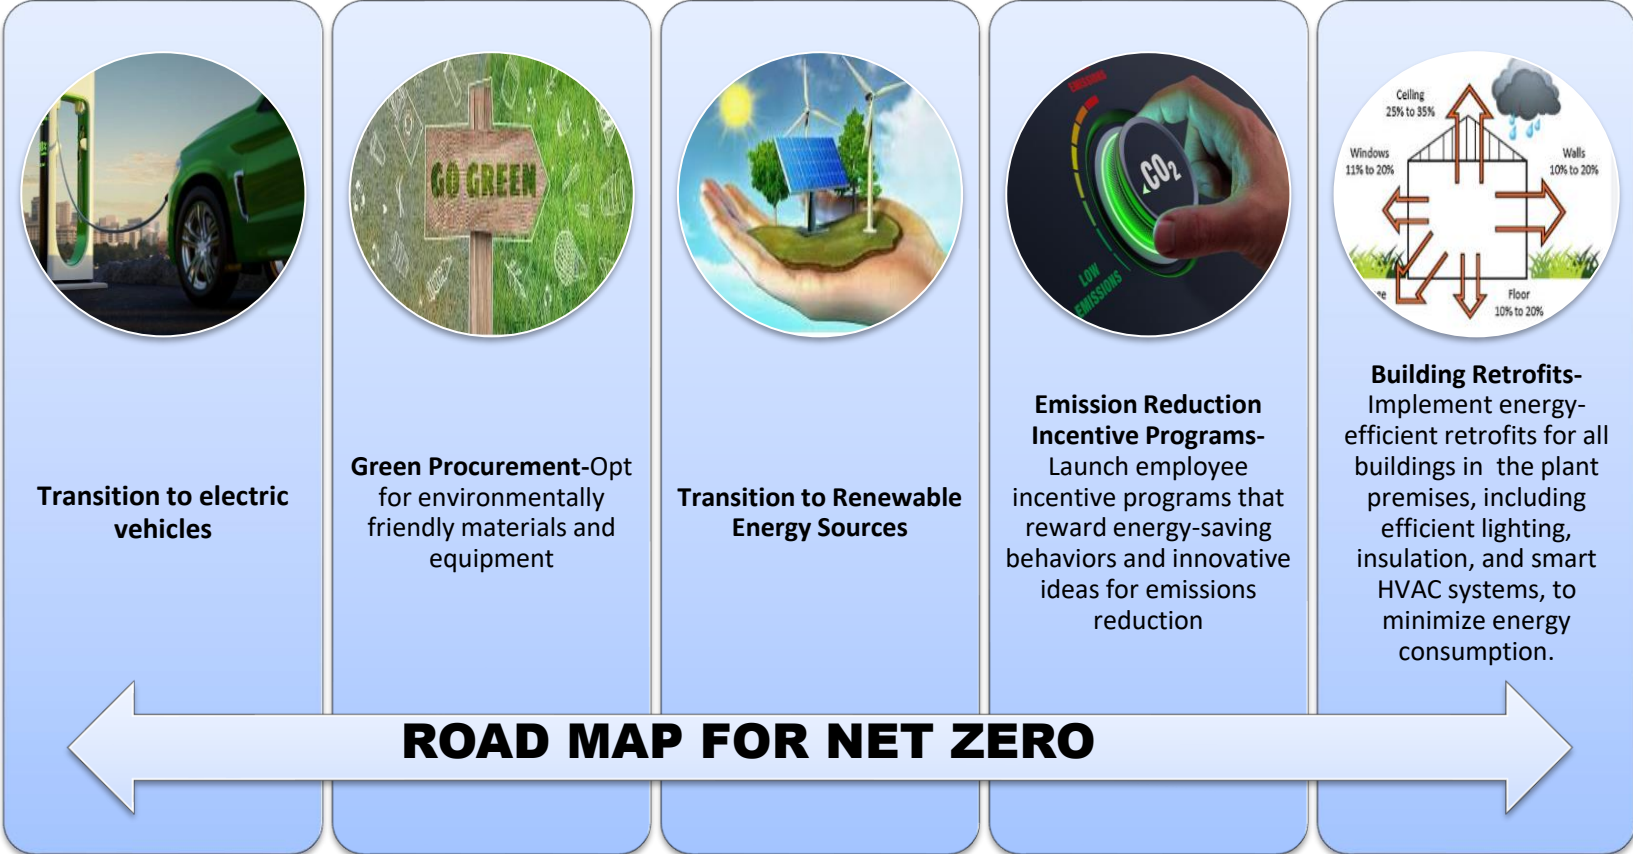 Transition to electric
vehicles
GO GREEN
Green Procurement-Opt
for environmentally
friendly materials and
equipment
Transition to Renewable
Energy Sources
EMISSIONS
CO2
LOW
EMISSIONS
Emission Reduction
Incentive Programs-
Launch employee
incentive programs that
reward energy-saving
behaviors and innovative
ideas for emissions
reduction
Ceiling
25% to 35%
Windows
11% to 20%
Walls
10% to 20%
Floor
10% to 20%
Building Retrofits-
Implement energy-
efficient retrofits for all
buildings in the plant
premises, including
efficient lighting,
insulation, and smart
HVAC systems, to
minimize energy
consumption.
ROAD MAP FOR NET ZERO